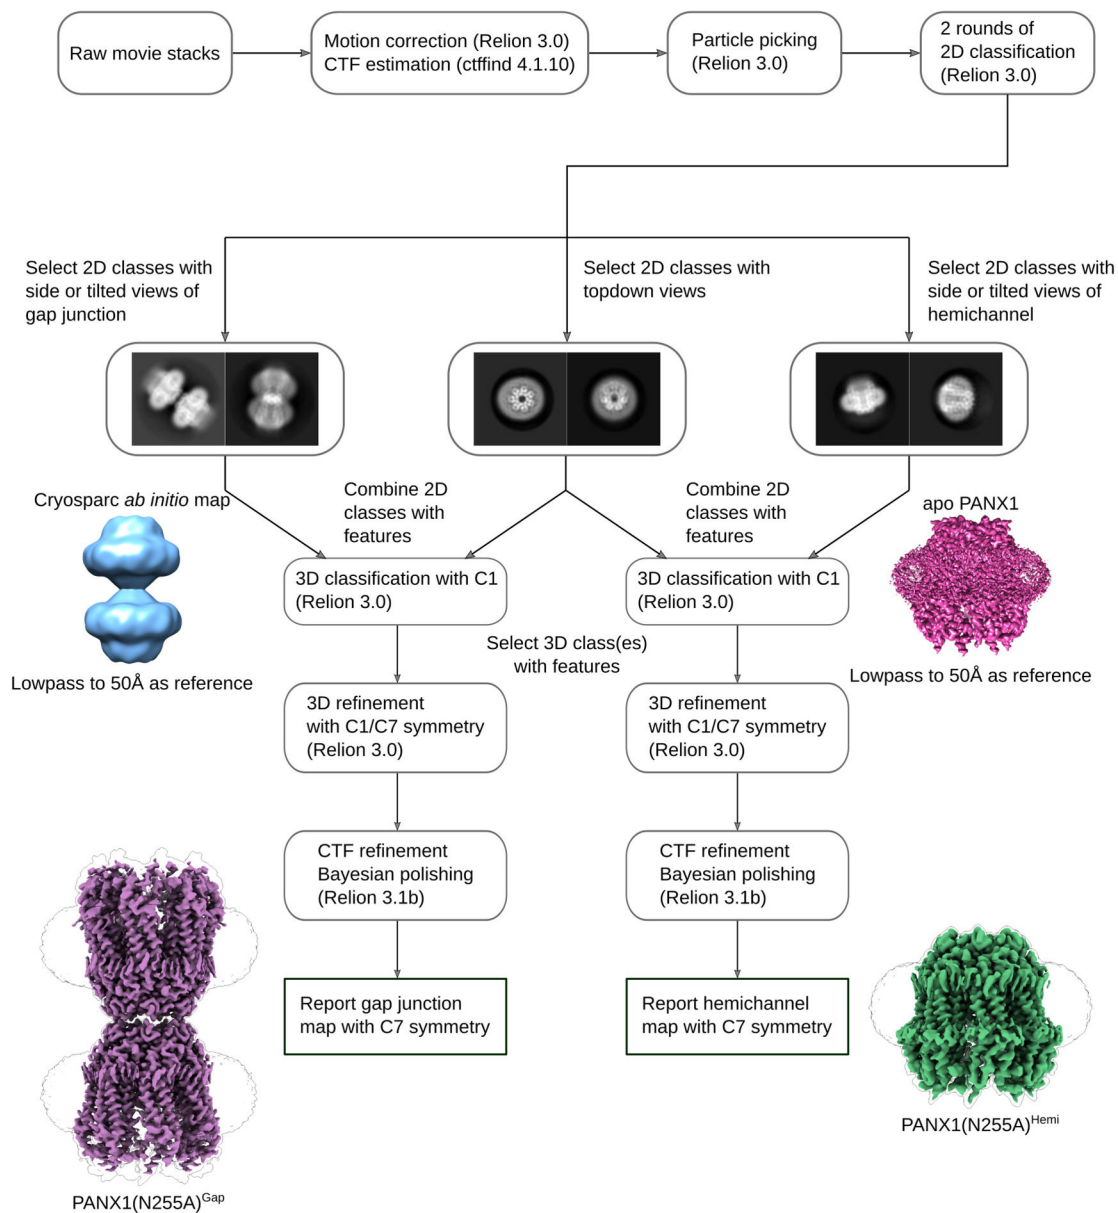 Raw movie stacks
Motion correction (Relion 3.0)
CTF estimation (ctffind 4.1.10)
Particle picking
(Relion 3.0)
2 rounds of
2D classification
(Relion 3.0)
Select 2D classes with
side or tilted views of
gap junction
Select 2D classes with
topdown views
Select 2D classes with
side or tilted views of
hemichannel
Cryosparc ab initio map
Combine 2D
classes with
features
Combine 2D
classes with
features
apo PANX1
3D classification with C1
(Relion 3.0)
3D classification with C1
(Relion 3.0)
Lowpass to 50Å as reference
Select 3D class(es)
with features
Lowpass to 50Å as reference
3D refinement
with C1/C7 symmetry
(Relion 3.0)
3D refinement
with C1/C7 symmetry
(Relion 3.0)
CTF refinement
Bayesian polishing
(Relion 3.1b)
CTF refinement
Bayesian polishing
(Relion 3.1b)
Report gap junction
map with C7 symmetry
Report hemichannel
map with C7 symmetry
PANX1(N255A)Gap
PANX1(N255A)Hemi